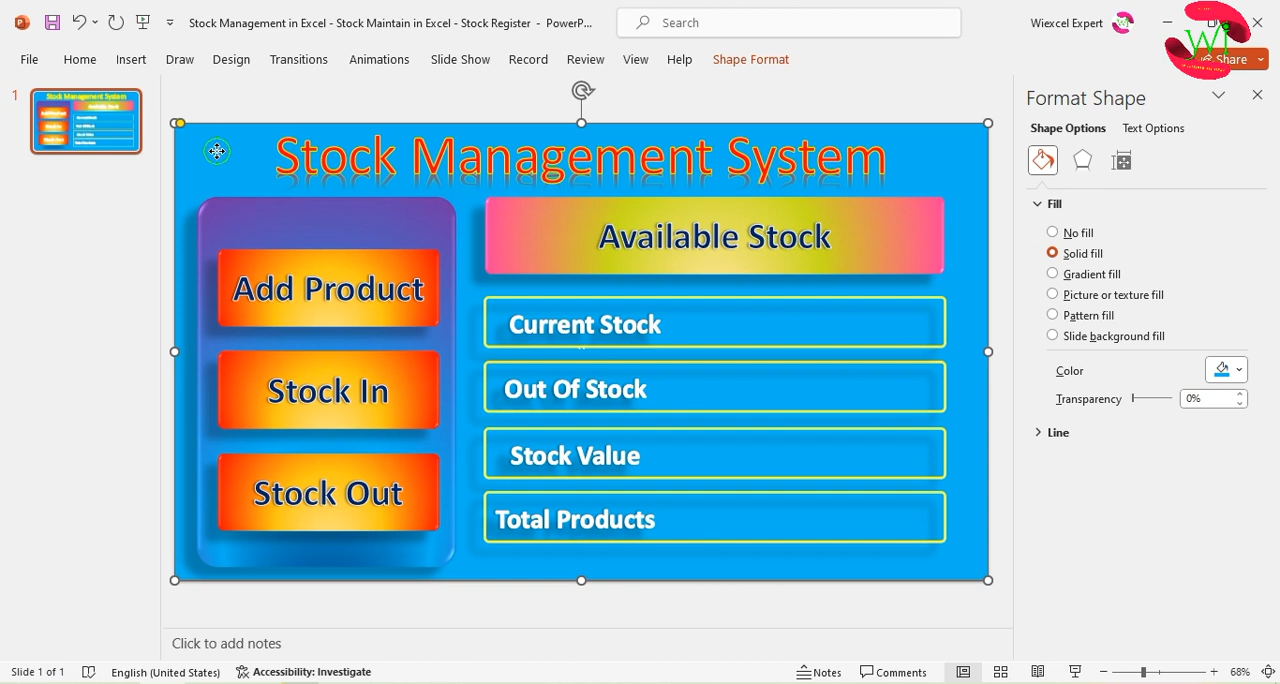 Stock Management in Excel - Stock Maintain in Excel - Stock Register - PowerP...
Search
Wiexcel Expert
Wi
File Home Insert Draw Design Transitions Animations Slide Show Record Review View Help Shape Format
Share
1
Stock Management System
Add Product
Stock In
Stock Out
Available Stock
Current Stock
Out Of Stock
Stock Value
Total Products
Format Shape
Shape Options Text Options
Fill
No fill
Solid fill
Gradient fill
Picture or texture fill
Pattern fill
Slide background fill
Color
Transparency 0%
Line
Click to add notes
Slide 1 of 1 English (United States) Accessibility: Investigate Notes Comments 68%